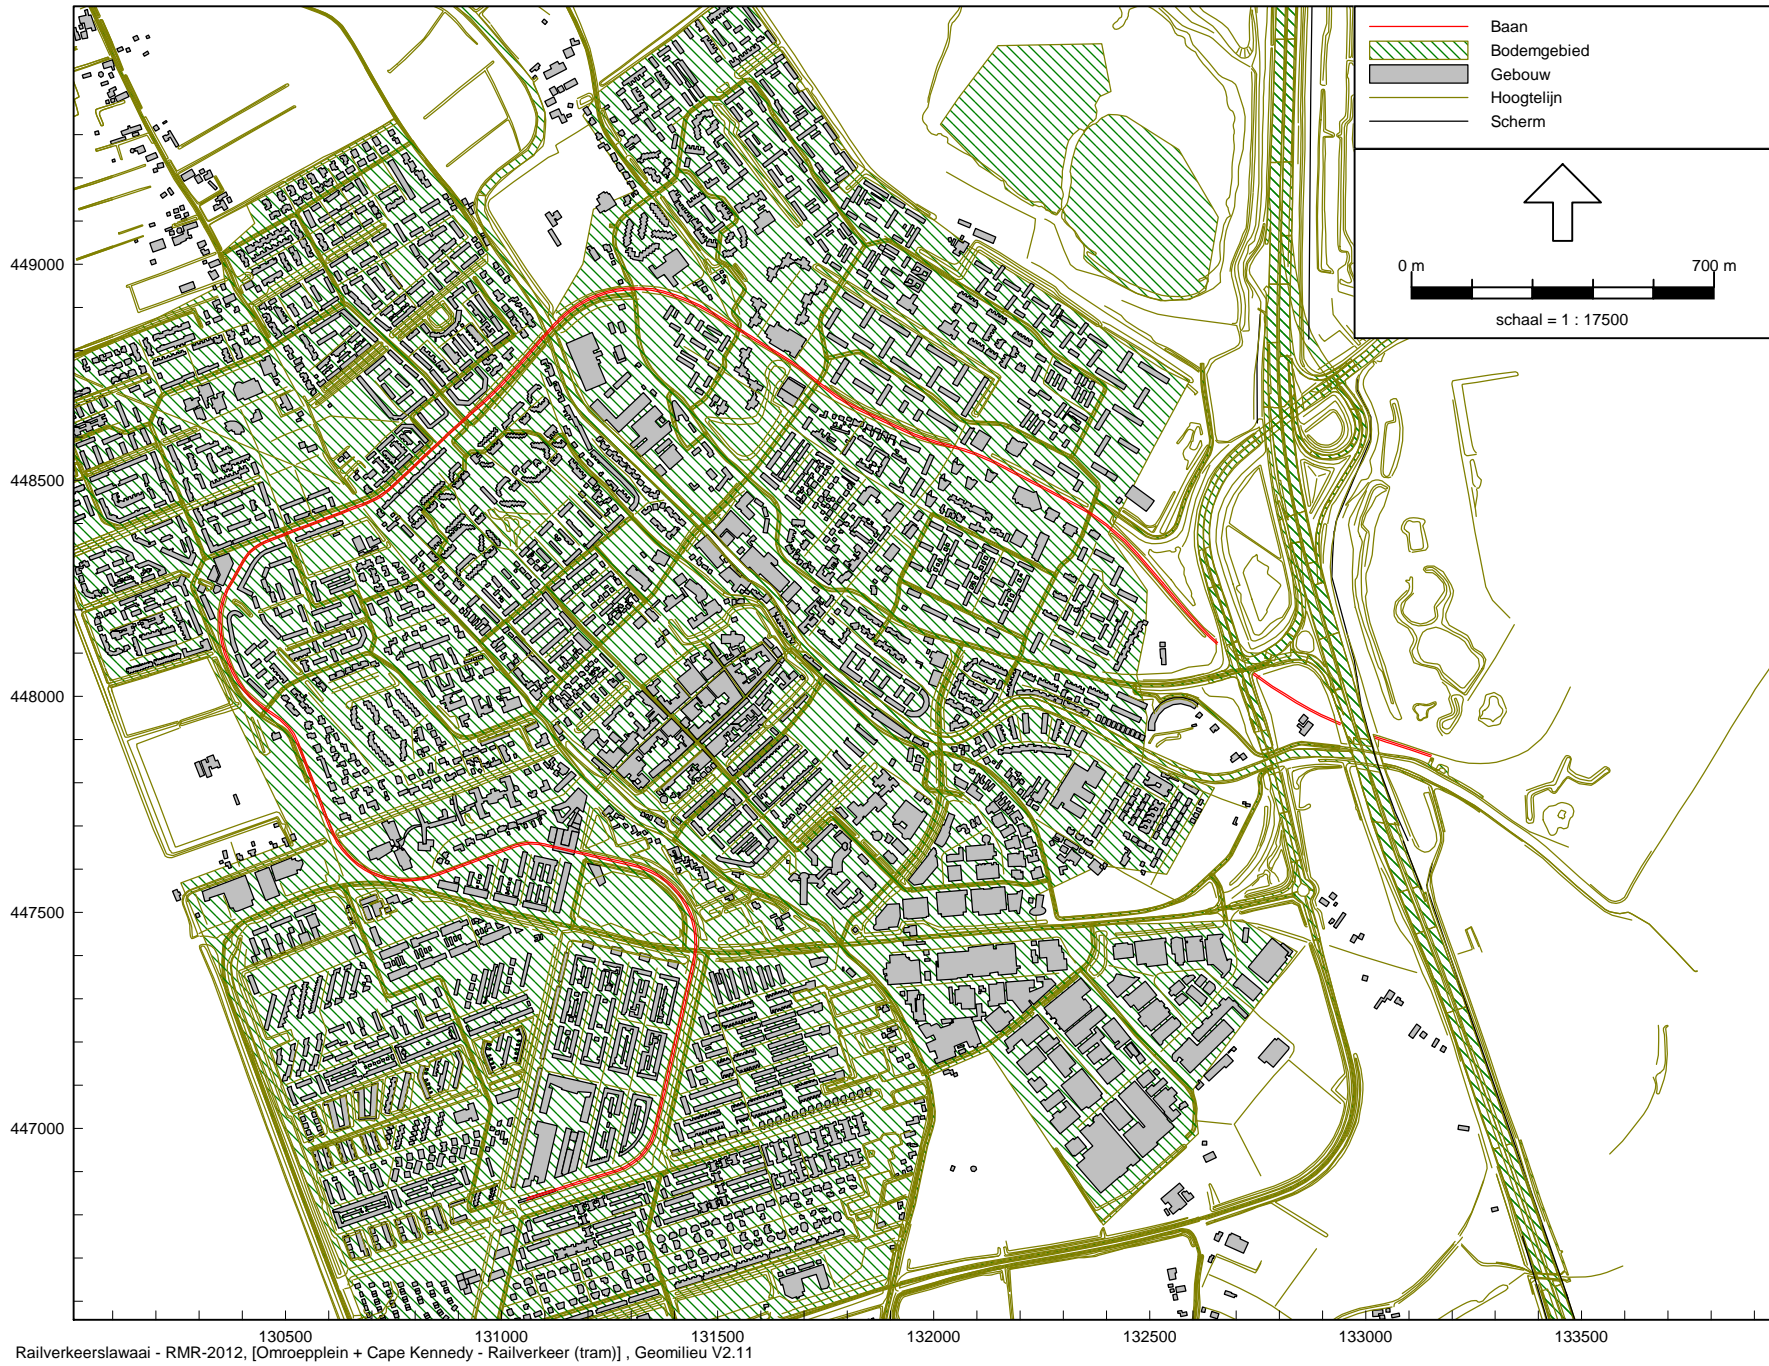 Baan
Bodemgebied
Gebouw
Hoogtelijn
Scherm
0 m 700 m
schaal = 1 : 17500
449000
448500
448000
447500
447000
130500 131000 131500 132000 132500 133000 133500
Railverkeerslawaai - RMR-2012, [Omroepplein + Cape Kennedy - Railverkeer (tram)] , Geomilieu V2.11